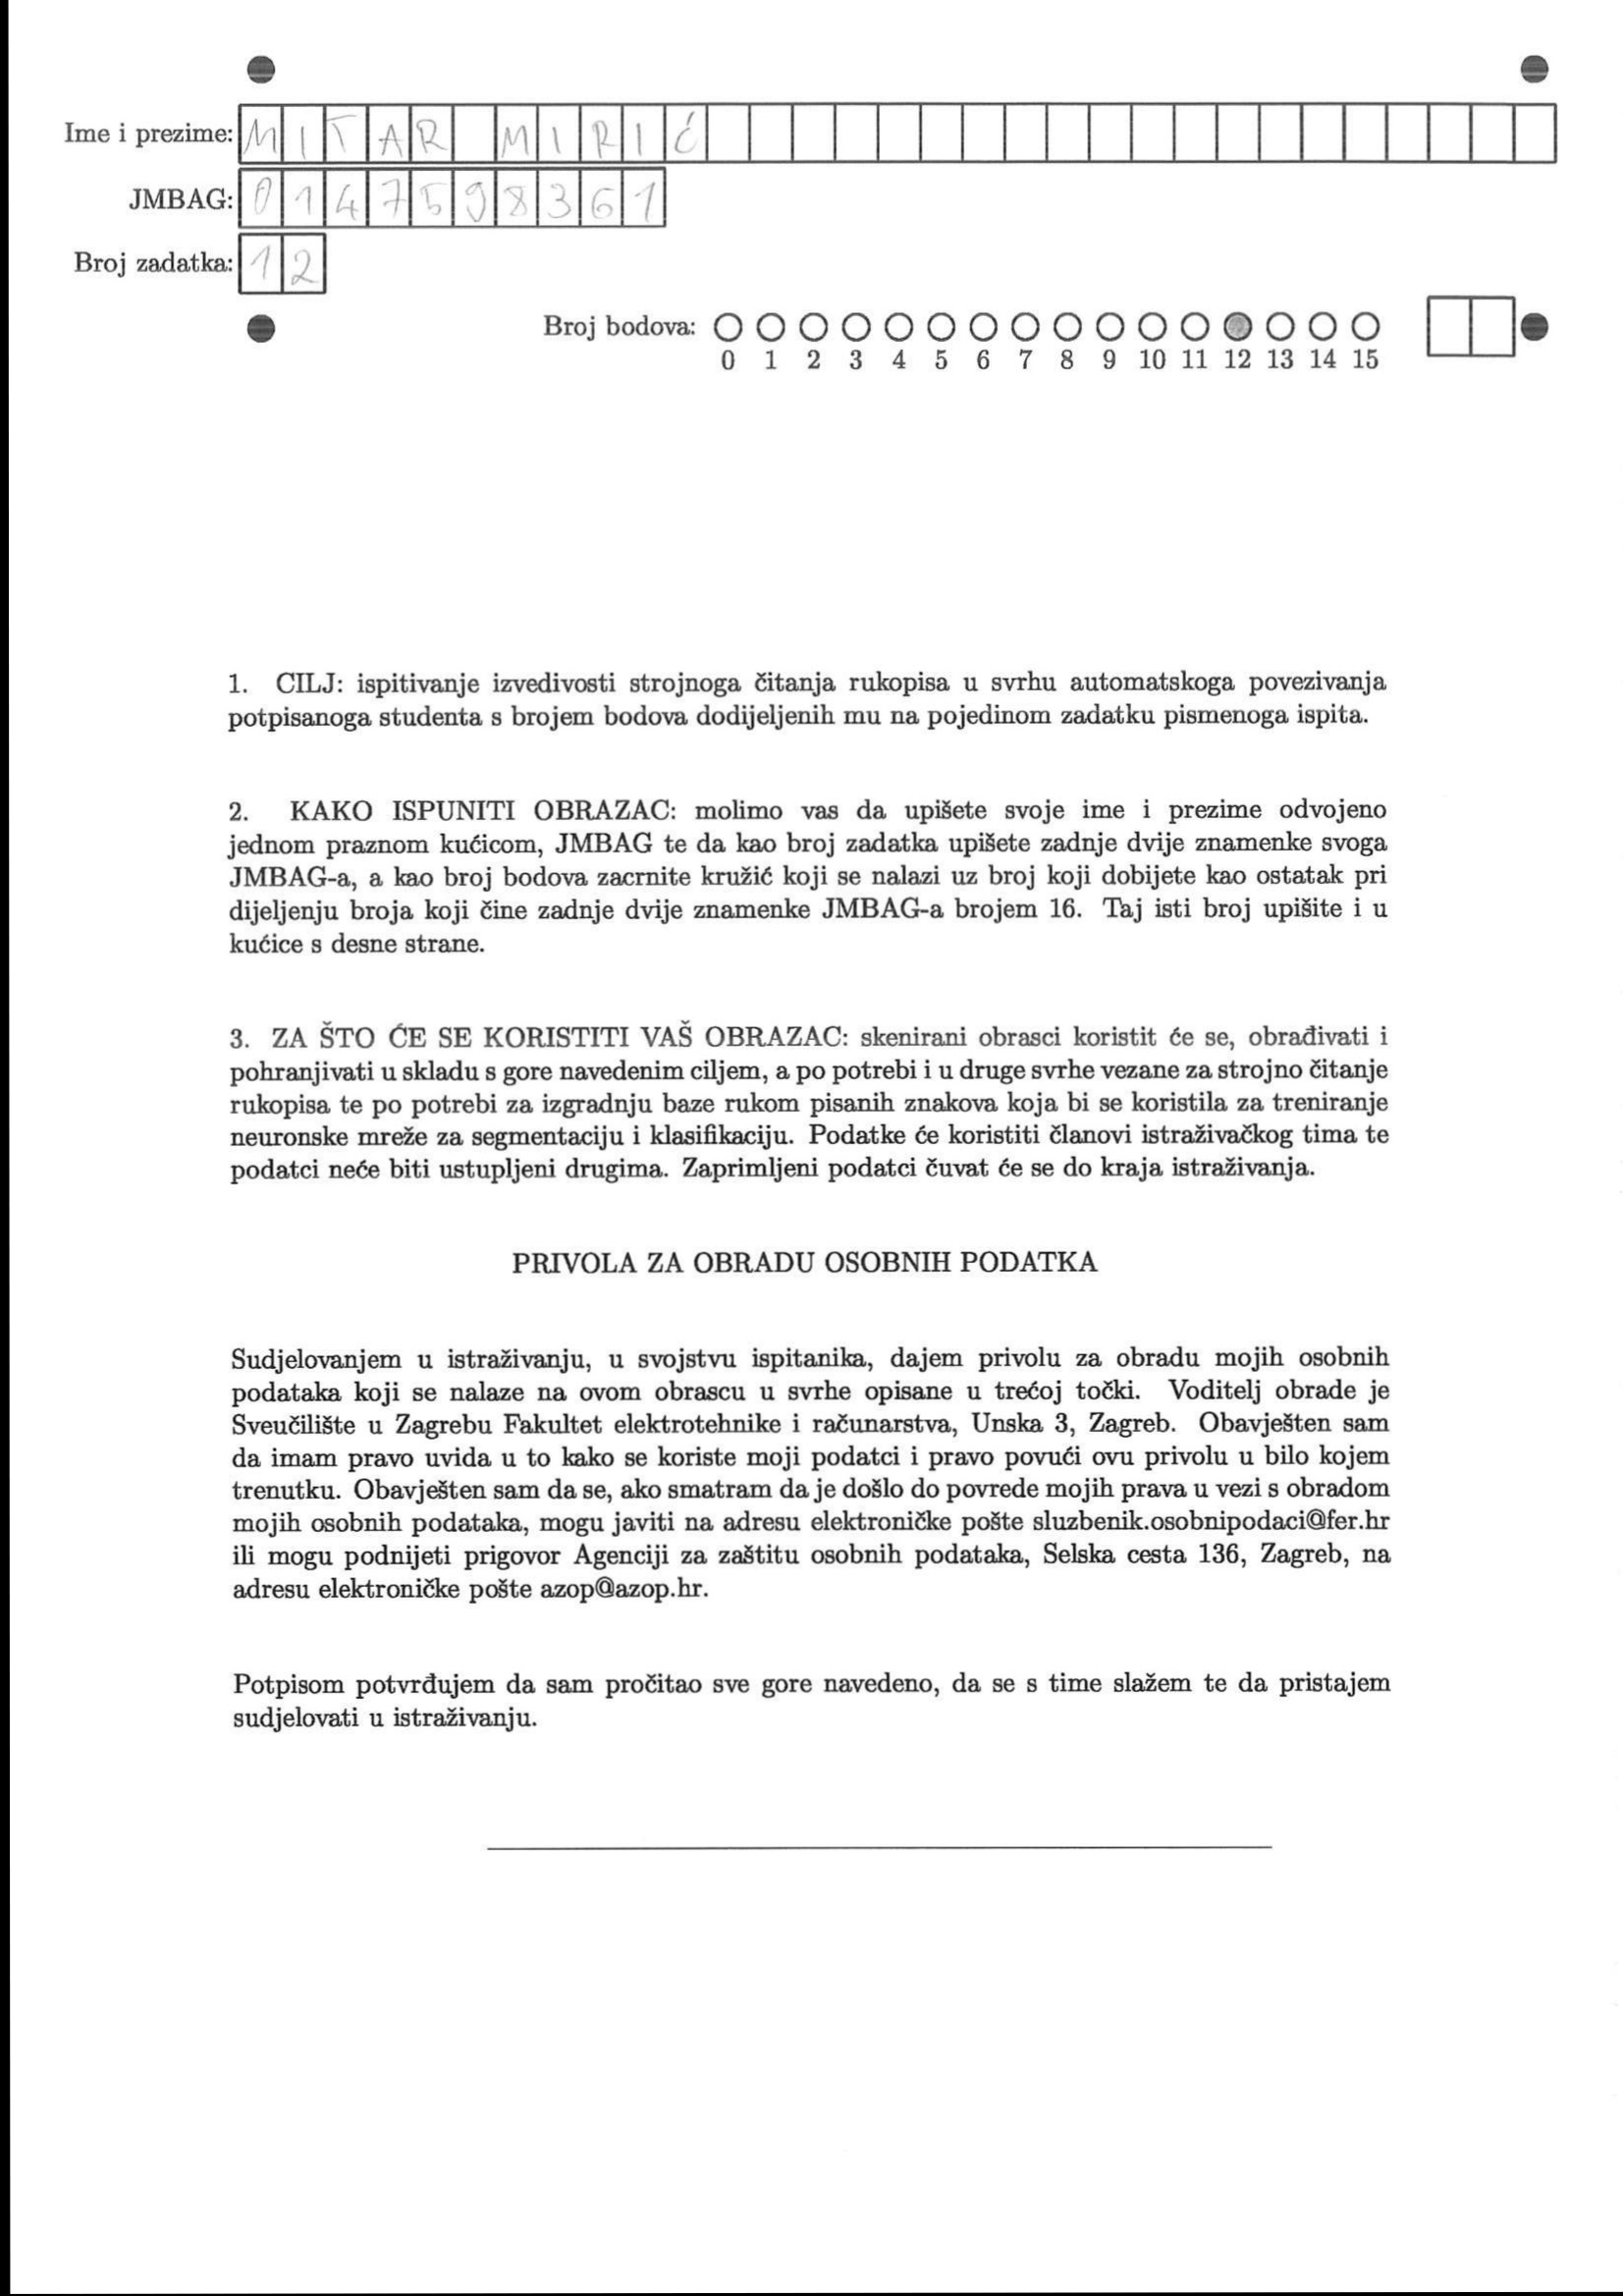 Ime i prezime: MITAR MIRIĆ
JMBAG: 0147598361
Broj zadatka: 12
Broj bodova:
0 1 2 3 4 5 6 7 8 9 10 11 12 13 14 15
1. CILJ: ispitivanje izvedivosti strojnoga čitanja rukopisa u svrhu automatskoga povezivanja
potpisanoga studenta s brojem bodova dodijeljenih mu na pojedinom zadatku pismenoga ispita.
2. KAKO ISPUNITI OBRAZAC: molimo vas da upišete svoje ime i prezime odvojeno
jednom praznom kućicom, JMBAG te da kao broj zadatka upišete zadnje dvije znamenke svoga
JMBAG-a, a kao broj bodova zacrnite kružić koji se nalazi uz broj koji dobijete kao ostatak pri
dijeljenju broja koji čine zadnje dvije znamenke JMBAG-a brojem 16. Taj isti broj upišite i u
kućice s desne strane.
3. ZA ŠTO ĆE SE KORISTITI VAŠ OBRAZAC: skenirani obrasci koristit će se, obrađivati i
pohranjivati u skladu s gore navedenim ciljem, a po potrebi i u druge svrhe vezane za strojno čitanje
rukopisa te po potrebi za izgradnju baze rukom pisanih znakova koja bi se koristila za treniranje
neuronske mreže za segmentaciju i klasifikaciju. Podatke će koristiti članovi istraživačkog tima te
podatci neće biti ustupljeni drugima. Zaprimljeni podatci čuvat će se do kraja istraživanja.
PRIVOLA ZA OBRADU OSOBNIH PODATKA
Sudjelovanjem u istraživanju, u svojstvu ispitanika, dajem privolu za obradu mojih osobnih
podataka koji se nalaze na ovom obrascu u svrhe opisane u trećoj točki. Voditelj obrade je
Sveučilište u Zagrebu Fakultet elektrotehnike i računarstva, Unska 3, Zagreb. Obavješten sam
da imam pravo uvida u to kako se koriste moji podatci i pravo povući ovu privolu u bilo kojem
trenutku. Obavješten sam da se, ako smatram da je došlo do povrede mojih prava u vezi s obradom
mojih osobnih podataka, mogu javiti na adresu elektroničke pošte sluzbenik.osobnipodaci@fer.hr
ili mogu podnijeti prigovor Agenciji za zaštitu osobnih podataka, Selska cesta 136, Zagreb, na
adresu elektroničke pošte azop@azop.hr.
Potpisom potvrđujem da sam pročitao sve gore navedeno, da se s time slažem te da pristajem
sudjelovati u istraživanju.